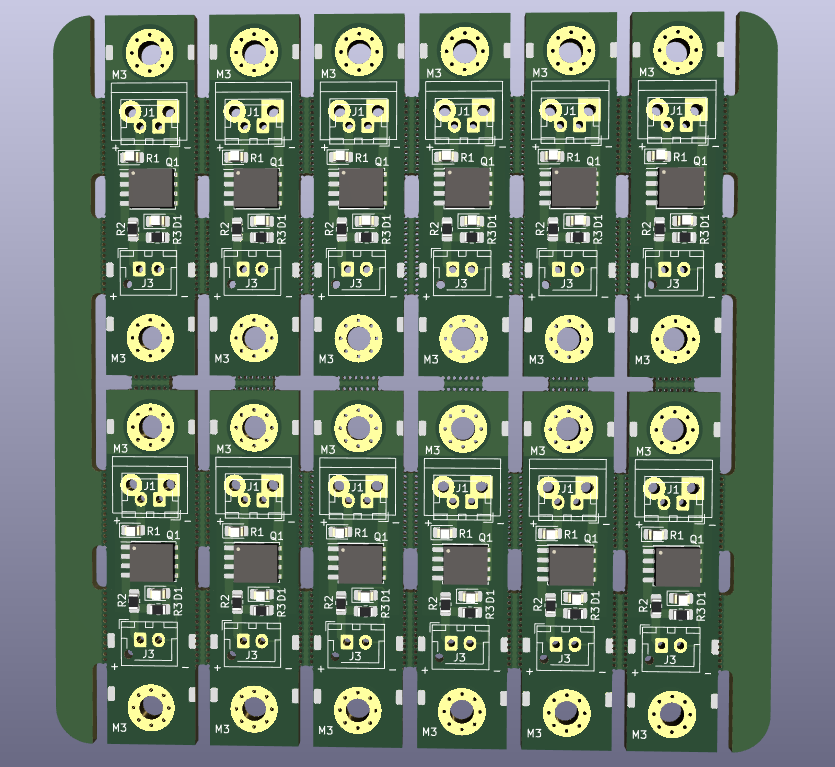 M3 M3 M3 M3 M3 M3
J1 J1 J1 J1 J1 J1
+ − + − + − + − + − + −
R1 Q1 R1 Q1 R1 Q1 R1 Q1 R1 Q1 R1 Q1
R2 R3 D1 R2 R3 D1 R2 R3 D1 R2 R3 D1 R2 R3 D1 R2 R3 D1
J3 J3 J3 J3 J3 J3
+ − + − + − + − + − + −
M3 M3 M3 M3 M3 M3
M3 M3 M3 M3 M3 M3
J1 J1 J1 J1 J1 J1
+ − + − + − + − + − + −
R1 Q1 R1 Q1 R1 Q1 R1 Q1 R1 Q1 R1 Q1
R2 R3 D1 R2 R3 D1 R2 R3 D1 R2 R3 D1 R2 R3 D1 R2 R3 D1
J3 J3 J3 J3 J3 J3
+ − + − + − + − + − + −
M3 M3 M3 M3 M3 M3